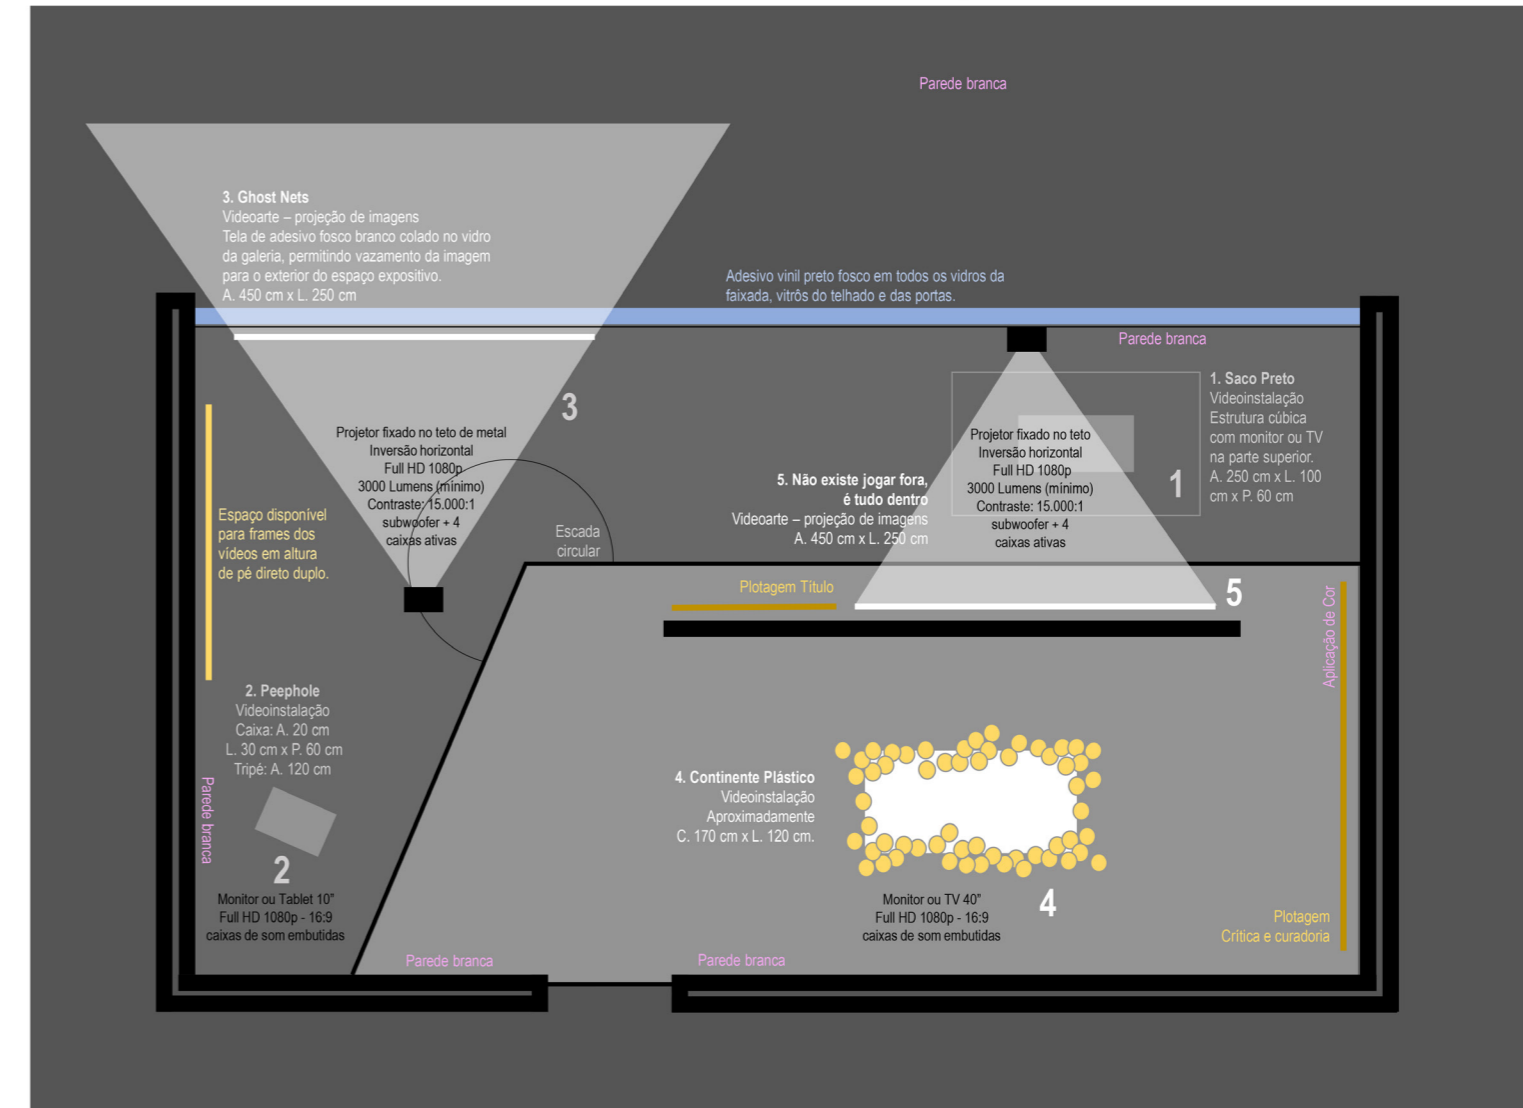 Parede branca
3. Ghost Nets
Videoarte – projeção de imagens
Tela de adesivo fosco branco colado no vidro
da galeria, permitindo vazamento da imagem
para o exterior do espaço expositivo.
A. 450 cm x L. 250 cm
Adesivo vinil preto fosco em todos os vidros da
faixada, vitrôs do telhado e das portas.
Parede branca
1. Saco Preto
Videoinstalação
Estrutura cúbica
com monitor ou TV
na parte superior.
A. 250 cm x L. 100
cm x P. 60 cm
1
3
Projetor fixado no teto de metal
Inversão horizontal
Full HD 1080p
3000 Lumens (mínimo)
Contraste: 15.000:1
subwoofer + 4
caixas ativas
Projetor fixado no teto
Inversão horizontal
Full HD 1080p
3000 Lumens (mínimo)
Contraste: 15.000:1
subwoofer + 4
caixas ativas
5. Não existe jogar fora,
é tudo dentro
Videoarte – projeção de imagens
A. 450 cm x L. 250 cm
Espaço disponível
para frames dos
vídeos em altura
de pé direto duplo.
Escada
circular
Plotagem Título
5
Aplicação de Cor
2. Peephole
Videoinstalação
Caixa: A. 20 cm
L. 30 cm x P. 60 cm
Tripé: A. 120 cm
Parede branca
2
Monitor ou Tablet 10”
Full HD 1080p - 16:9
caixas de som embutidas
4. Continente Plástico
Videoinstalação
Aproximadamente
C. 170 cm x L. 120 cm.
Monitor ou TV 40”
Full HD 1080p - 16:9
caixas de som embutidas
4
Plotagem
Critica e curadoria
Parede branca
Parede branca